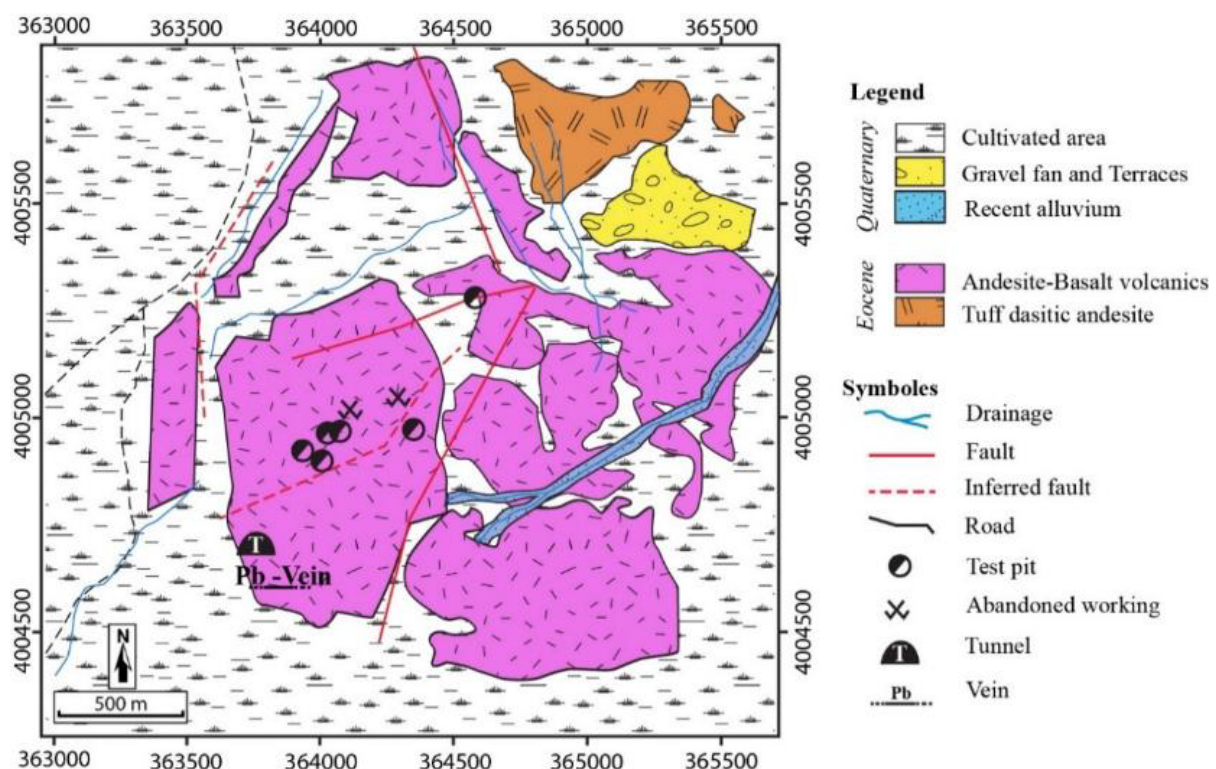 363000 363500 364000 364500 365000 365500
4005500
4005000
4004500
4005500
4005000
4004500
T
Pb -Vein
N
500 m
363000 363500 364000 364500 365000 365500
Legend
Quaternary
Cultivated area
Gravel fan and Terraces
Recent alluvium
Eocene
Andesite-Basalt volcanics
Tuff dasitic andesite
Symboles
Drainage
Fault
Inferred fault
Road
Test pit
Abandoned working
T Tunnel
Pb Vein